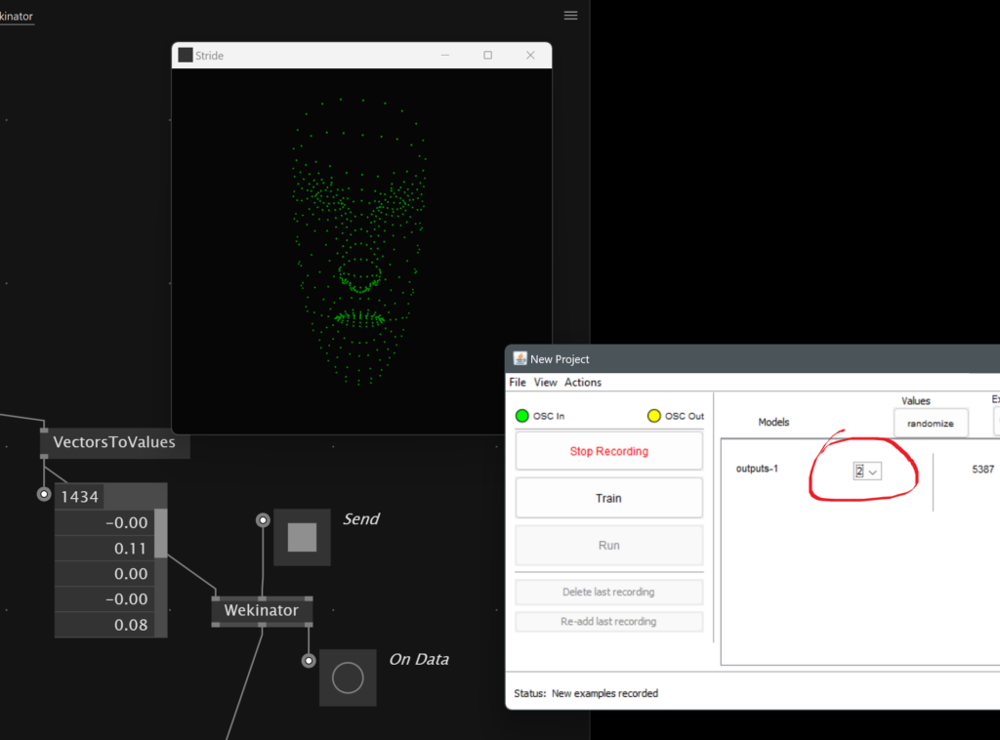 kinator
Stride
New Project
File View Actions
OSC In
OSC Out
Stop Recording
Train
Run
Delete last recording
Re-add last recording
Status: New examples recorded
Models
Values
randomize
outputs-1
2
5387
VectorsToValues
1434
-0.00
0.11
0.00
-0.00
0.08
Send
Wekinator
On Data